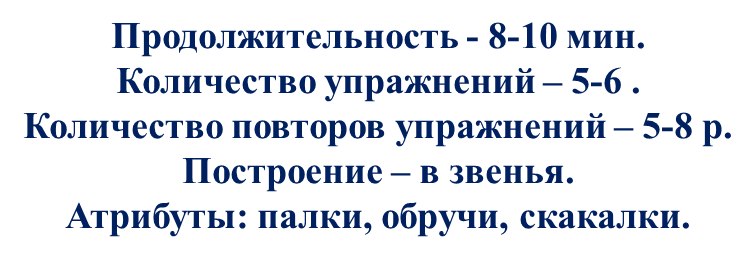 Продолжительность - 8-10 мин.
Количество упражнений – 5-6 .
Количество повторов упражнений – 5-8 р.
Построение – в звенья.
Атрибуты: палки, обручи, скакалки.